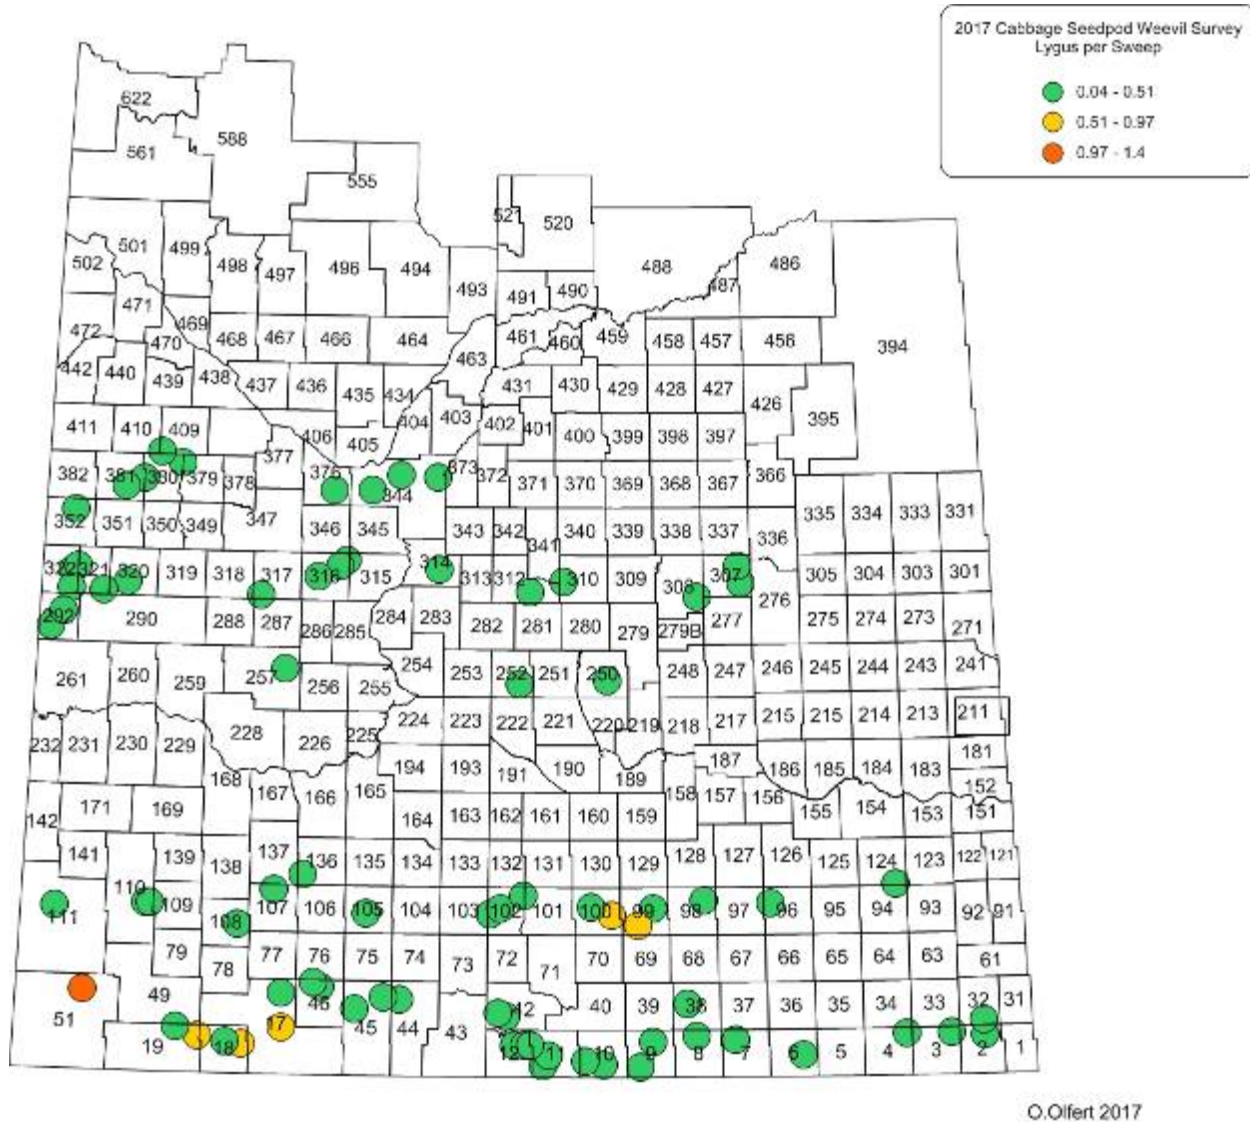 2017 Cabbage Seedpod Weevil Survey
Lygus per Sweep
0.04 - 0.51
0.51 - 0.97
0.97 - 1.4
622
588
561
555
521 520
501 499 498 497 496 494 488 486
502 493 491 490 487
471 472 469 470 468 467 466 464 461 460 459 458 457 456 394
463
442 440 439 438 437 436 435 434 431 430 429 428 427 426 395
411 410 409 406 405 404 403 402 401 400 399 398 397
382 381 380 379 378 377 376 344 373 372 371 370 369 368 367 366
352 351 350 349 347 346 345 343 342 341 340 339 338 337 336 335 334 333 331
322 321 320 319 318 317 316 315 314 313 312 310 309 308 307 305 304 303 301
292 290 288 287 286 285 284 283 282 281 280 279 279B 277 276 275 274 273 271
261 260 259 257 256 255 254 253 252 251 250 248 247 246 245 244 243 241
232 231 230 229 228 226 225 224 223 222 221 220 219 218 217 215 215 214 213 211
168 167 166 165 194 193 191 190 189 187 186 185 184 183 181
142 171 169 164 163 162 161 160 159 158 157 156 155 154 153 152 151
141 139 138 137 136 135 134 133 132 131 130 129 128 127 126 125 124 123 122 121
111 110 109 108 107 106 105 104 103 102 101 100 99 98 97 96 95 94 93 92 91
79 78 77 76 75 74 73 72 71 70 69 68 67 66 65 64 63 61
51 49 46 45 44 43 42 40 39 38 37 36 35 34 33 32 31
19 18 17 12 11 10 9 8 7 6 5 4 3 2 1
O.Olfert 2017